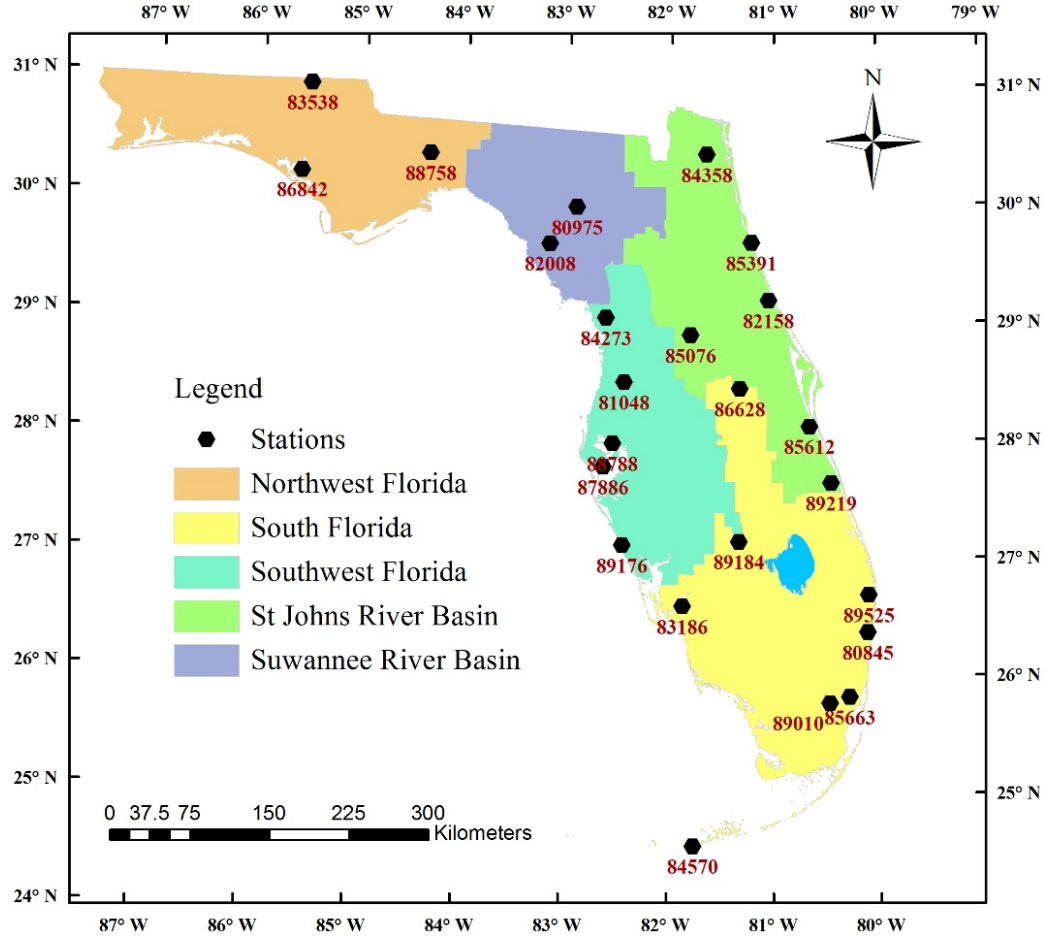 87° W 86° W 85° W 84° W 83° W 82° W 81° W 80° W 79° W
31° N 31° N
30° N 30° N
29° N 29° N
28° N 28° N
27° N 27° N
26° N 26° N
25° N 25° N
24° N
N
83538
88758
86842
84358
80975
82008
85391
82158
84273
85076
81048
86628
85612
88788
87886
89219
89176
89184
89525
83186
80845
89010
85663
84570
Legend
Stations
Northwest Florida
South Florida
Southwest Florida
St Johns River Basin
Suwannee River Basin
0 37.5 75 150 225 300
Kilometers
87° W 86° W 85° W 84° W 83° W 82° W 81° W 80° W